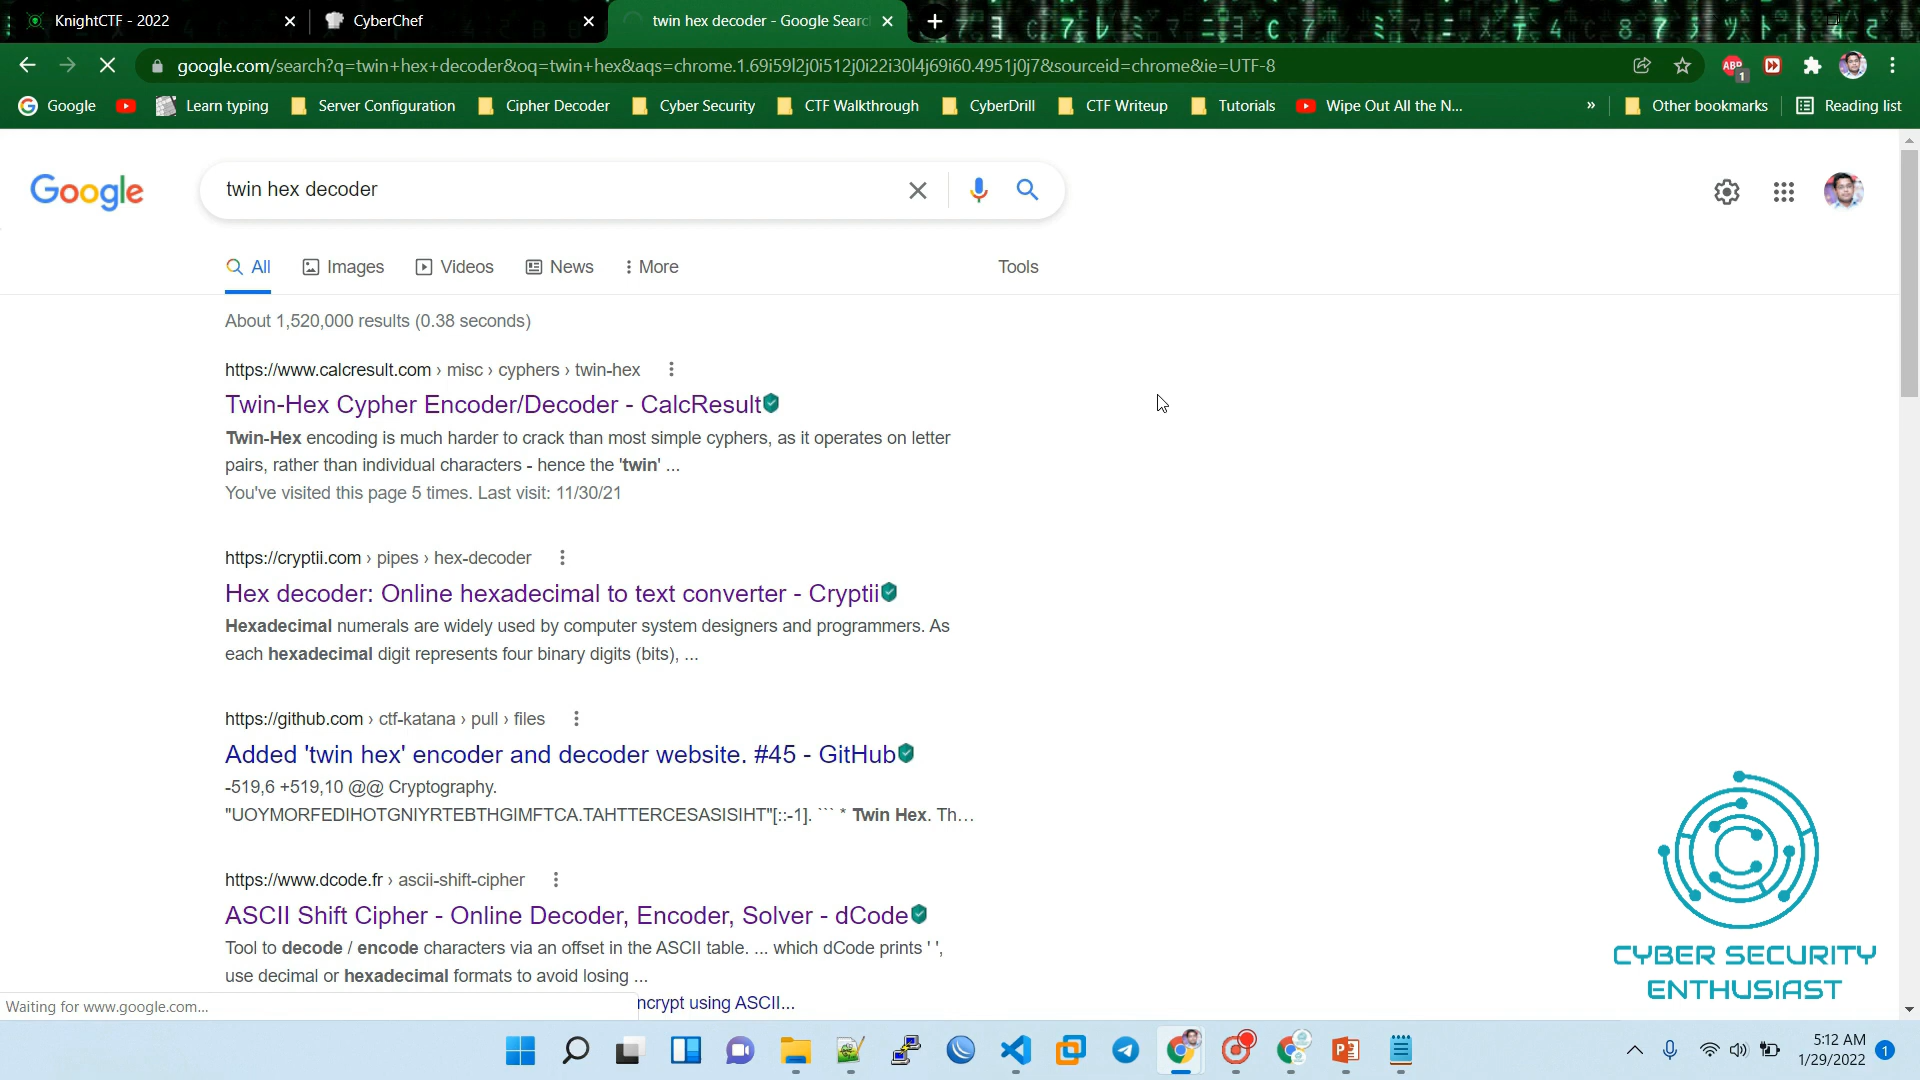 KnightCTF - 2022
CyberChef
twin hex decoder - Google Searc
google.com/search?q=twin+hex+decoder&oq=twin+hex&aqs=chrome.1.69i59l2j0i512j0i22i30l4j69i60.4951j0j7&sourceid=chrome&ie=UTF-8
ABP
1
Google
Learn typing
Server Configuration
Cipher Decoder
Cyber Security
CTF Walkthrough
CyberDrill
CTF Writeup
Tutorials
Wipe Out All the N...
»
Other bookmarks
Reading list
Google
twin hex decoder
All
Images
Videos
News
More
Tools
About 1,520,000 results (0.38 seconds)
https://www.calcresult.com › misc › cyphers › twin-hex
Twin-Hex Cypher Encoder/Decoder - CalcResult
Twin-Hex encoding is much harder to crack than most simple cyphers, as it operates on letter
pairs, rather than individual characters - hence the 'twin' ...
You've visited this page 5 times. Last visit: 11/30/21
https://cryptii.com › pipes › hex-decoder
Hex decoder: Online hexadecimal to text converter - Cryptii
Hexadecimal numerals are widely used by computer system designers and programmers. As
each hexadecimal digit represents four binary digits (bits), ...
https://github.com › ctf-katana › pull › files
Added 'twin hex' encoder and decoder website. #45 - GitHub
-519,6 +519,10 @@ Cryptography.
"UOYMORFEDIHOTGNIYRTEBTHGIMFTCA.TAHTTERCESASISIHT"[::-1]. ``` * Twin Hex. Th...
https://www.dcode.fr › ascii-shift-cipher
ASCII Shift Cipher - Online Decoder, Encoder, Solver - dCode
Tool to decode / encode characters via an offset in the ASCII table. ... which dCode prints ' ',
use decimal or hexadecimal formats to avoid losing ...
ncrypt using ASCII...
Waiting for www.google.com...
CYBER SECURITY
ENTHUSIAST
5:12 AM
1/29/2022
1